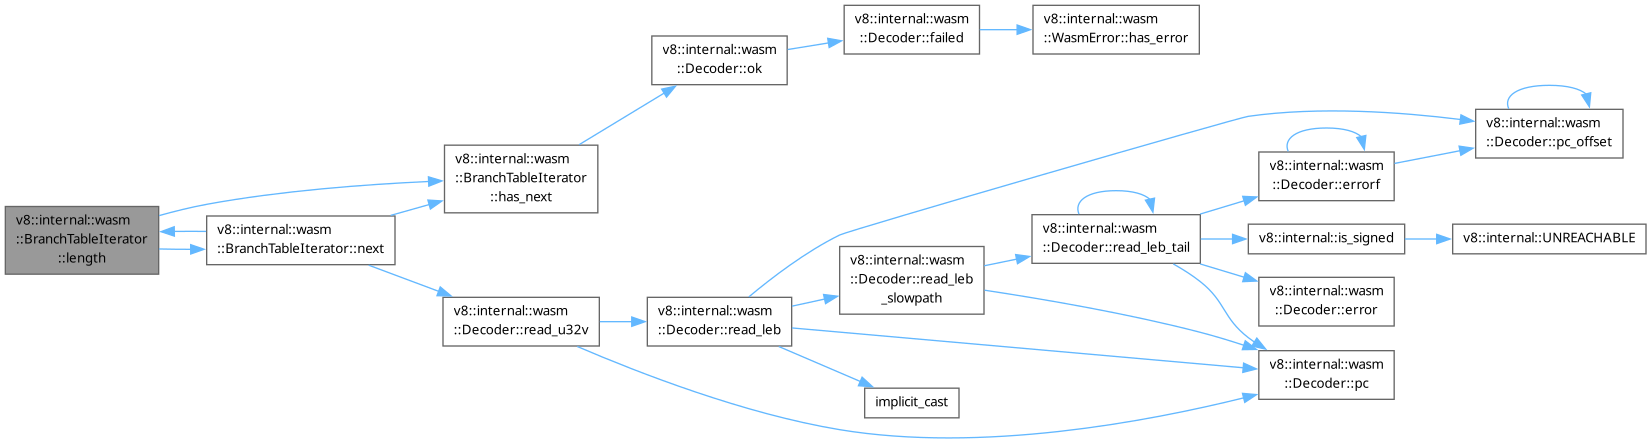 v8::internal::wasm
::BranchTableIterator
::length
v8::internal::wasm
::BranchTableIterator::next
v8::internal::wasm
::BranchTableIterator
::has_next
v8::internal::wasm
::Decoder::ok
v8::internal::wasm
::Decoder::failed
v8::internal::wasm
::WasmError::has_error
v8::internal::wasm
::Decoder::read_u32v
v8::internal::wasm
::Decoder::read_leb
v8::internal::wasm
::Decoder::read_leb
_slowpath
implicit_cast
v8::internal::wasm
::Decoder::read_leb_tail
v8::internal::wasm
::Decoder::errorf
v8::internal::wasm
::Decoder::pc_offset
v8::internal::is_signed
v8::internal::UNREACHABLE
v8::internal::wasm
::Decoder::error
v8::internal::wasm
::Decoder::pc